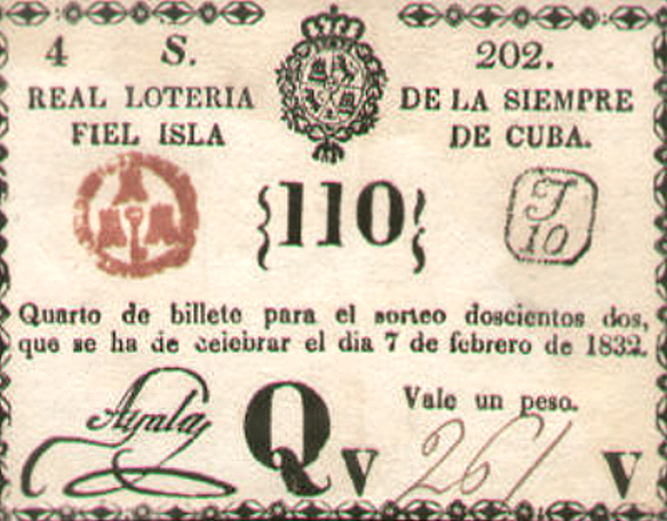 4 S. 202.
REAL LOTERIA DE LA SIEMPRE
FIEL ISLA DE CUBA.
110
J 10
Quarto de billete para el sorteo doscientos dos,
que se ha de celebrar el dia 7 de febrero de 1832.
Vale un peso.
Ayala Q V 261 V